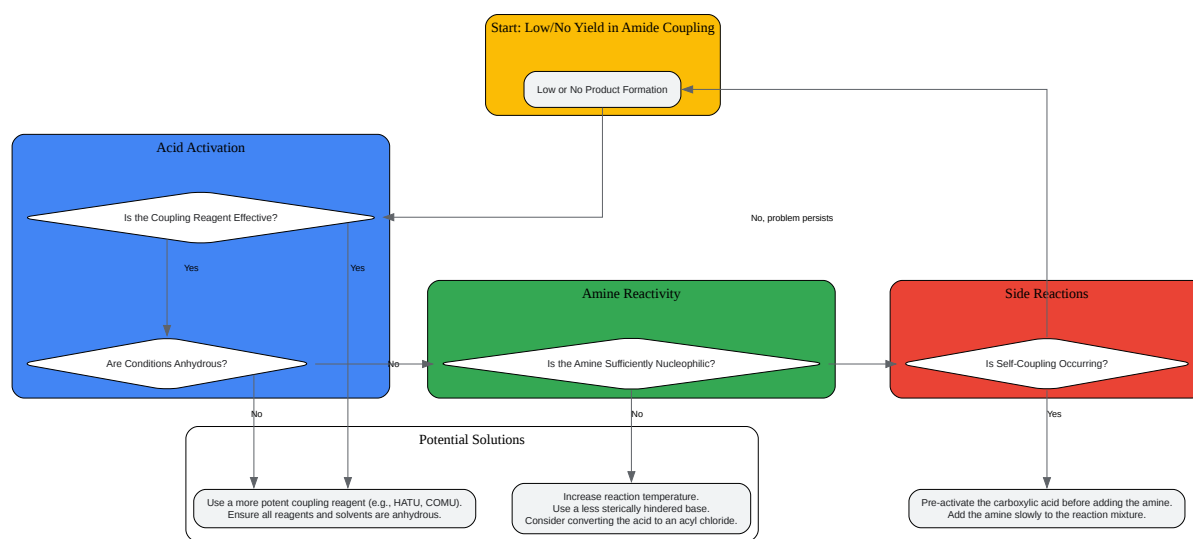 Start: Low/No Yield in Amide Coupling
Low or No Product Formation
Acid Activation
Is the Coupling Reagent Effective?
No, problem persists
Yes
Yes
Amine Reactivity
Side Reactions
Are Conditions Anhydrous?
No
Is the Amine Sufficiently Nucleophilic?
Is Self-Coupling Occurring?
No
No
Yes
Potential Solutions
Use a more potent coupling reagent (e.g., HATU, COMU).
Ensure all reagents and solvents are anhydrous.
Increase reaction temperature.
Use a less sterically hindered base.
Consider converting the acid to an acyl chloride.
Pre-activate the carboxylic acid before adding the amine.
Add the amine slowly to the reaction mixture.